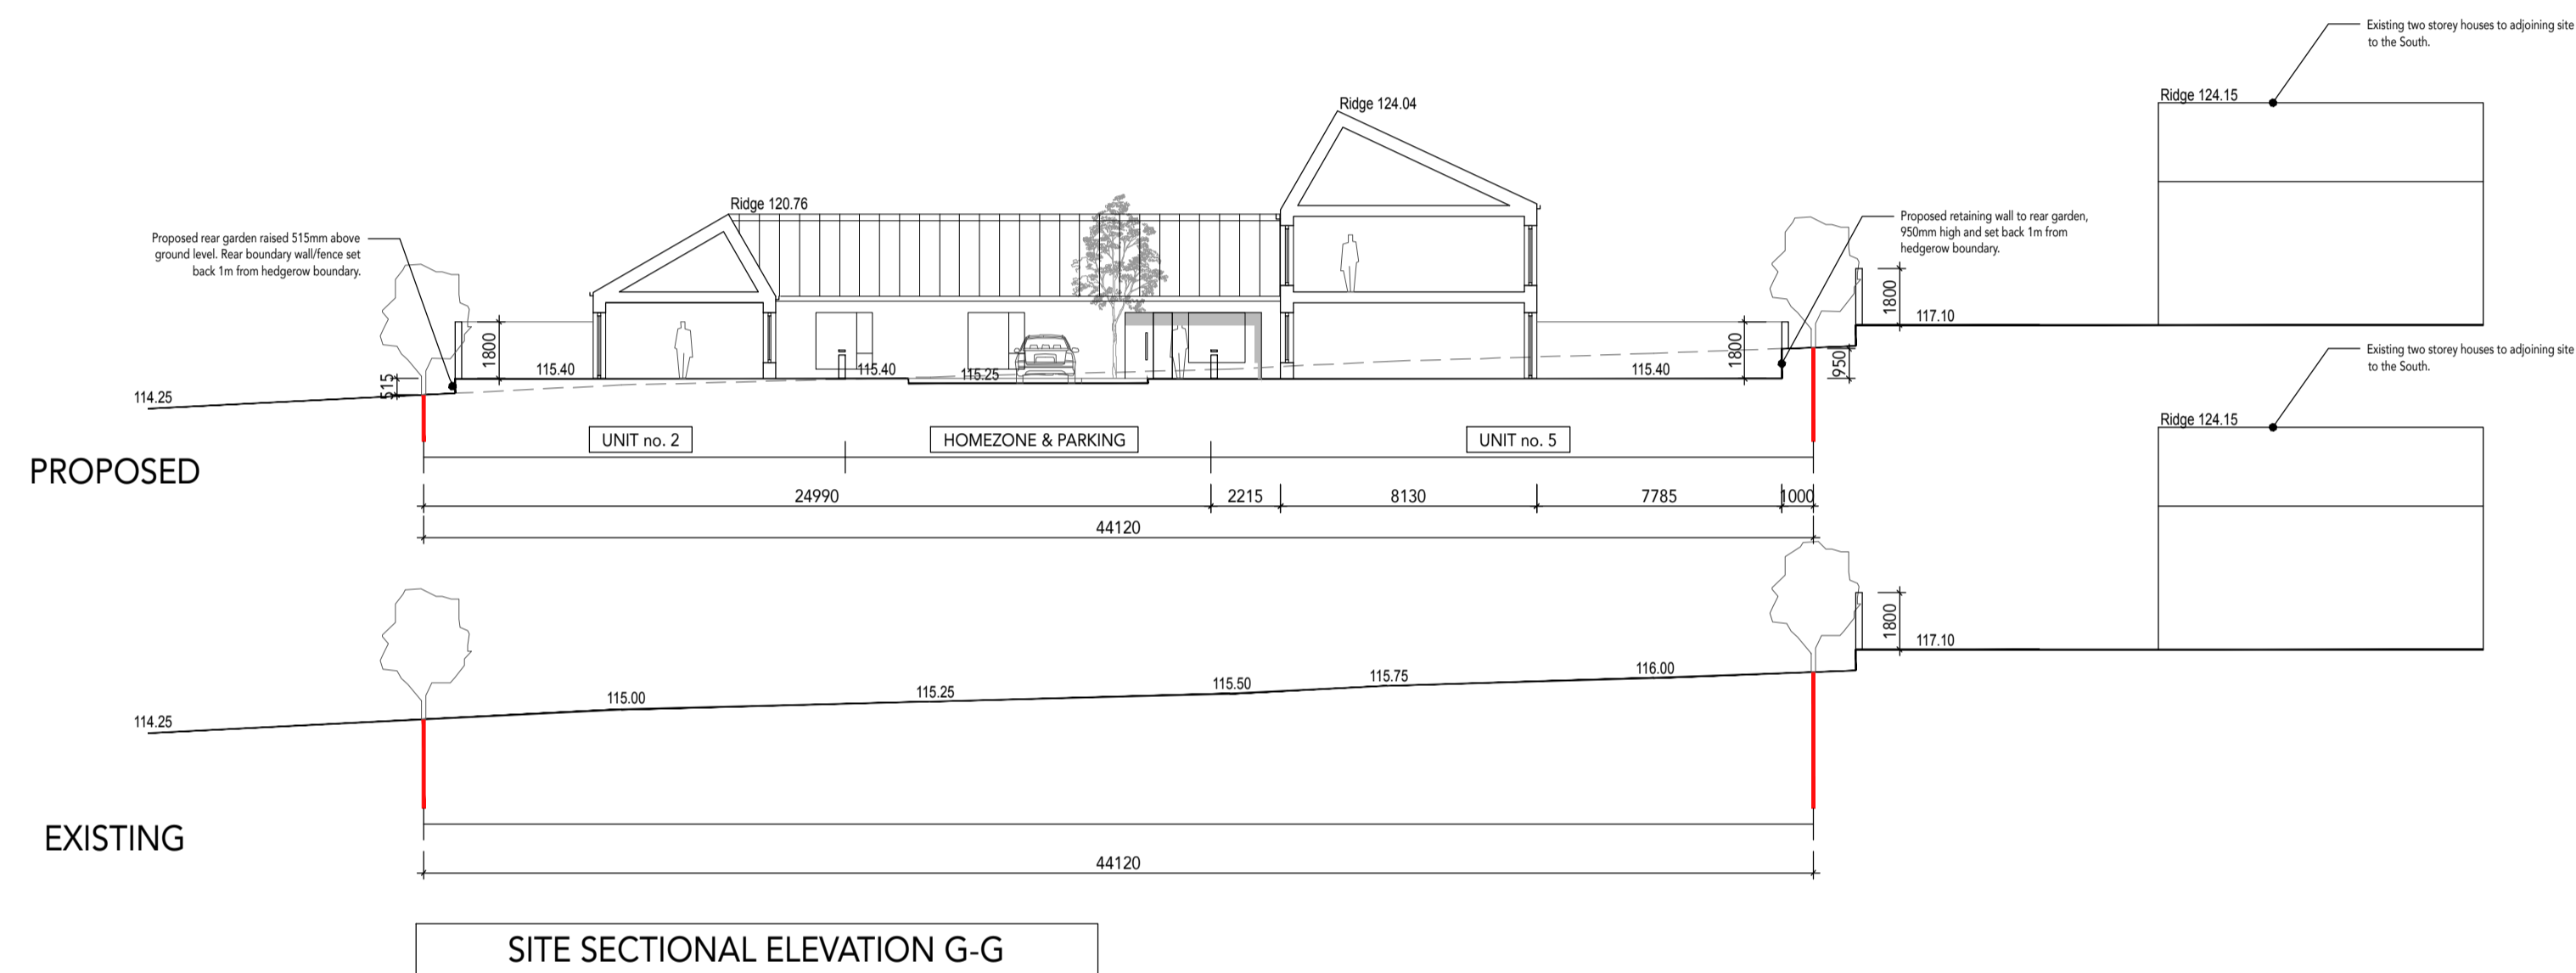 Existing two storey houses to adjoining site
to the South.
Ridge 124.15
Ridge 124.04
Ridge 120.76
Proposed rear garden raised 515mm above
ground level. Rear boundary wall/fence set
back 1m from hedgerow boundary.
Proposed retaining wall to rear garden,
950mm high and set back 1m from
hedgerow boundary.
1800
117.10
1800
1800
950
515
115.40
115.40
115.25
115.40
114.25
UNIT no. 2
HOMEZONE & PARKING
UNIT no. 5
PROPOSED
24990
2215
8130
7785
1000
44120
Existing two storey houses to adjoining site
to the South.
Ridge 124.15
1800
117.10
116.00
115.75
115.50
115.25
115.00
114.25
EXISTING
44120
SITE SECTIONAL ELEVATION G-G